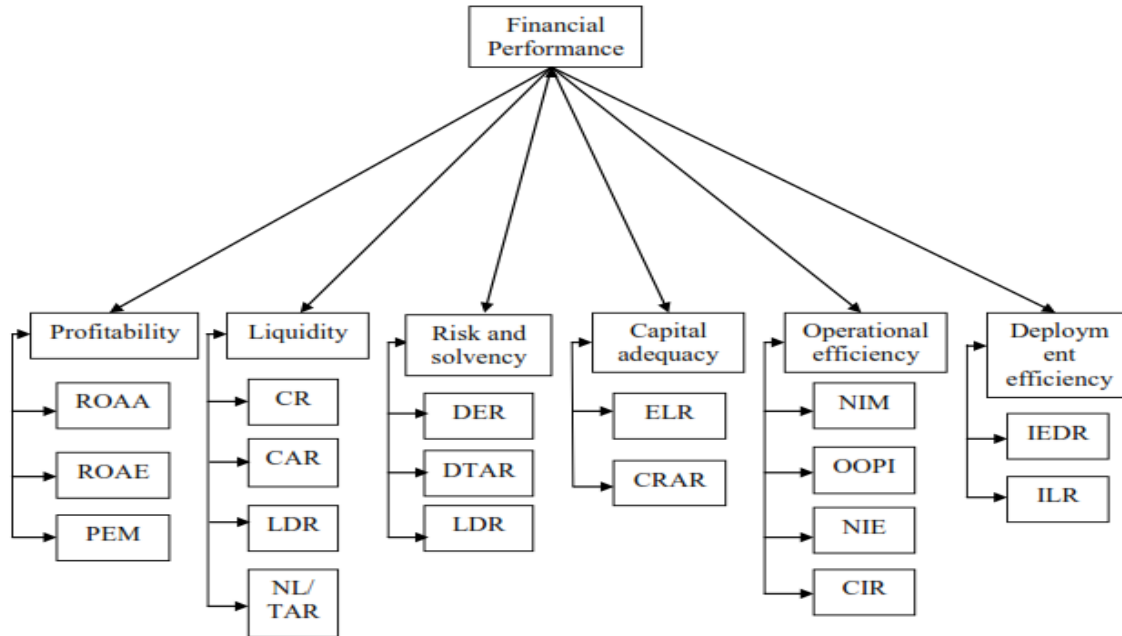 Financial
Performance
Profitability
Liquidity
Risk and
solvency
Capital
adequacy
Operational
efficiency
Deploym
ent
efficiency
ROAA
ROAE
PEM
CR
CAR
LDR
NL/
TAR
DER
DTAR
LDR
ELR
CRAR
NIM
OOPI
NIE
CIR
IEDR
ILR